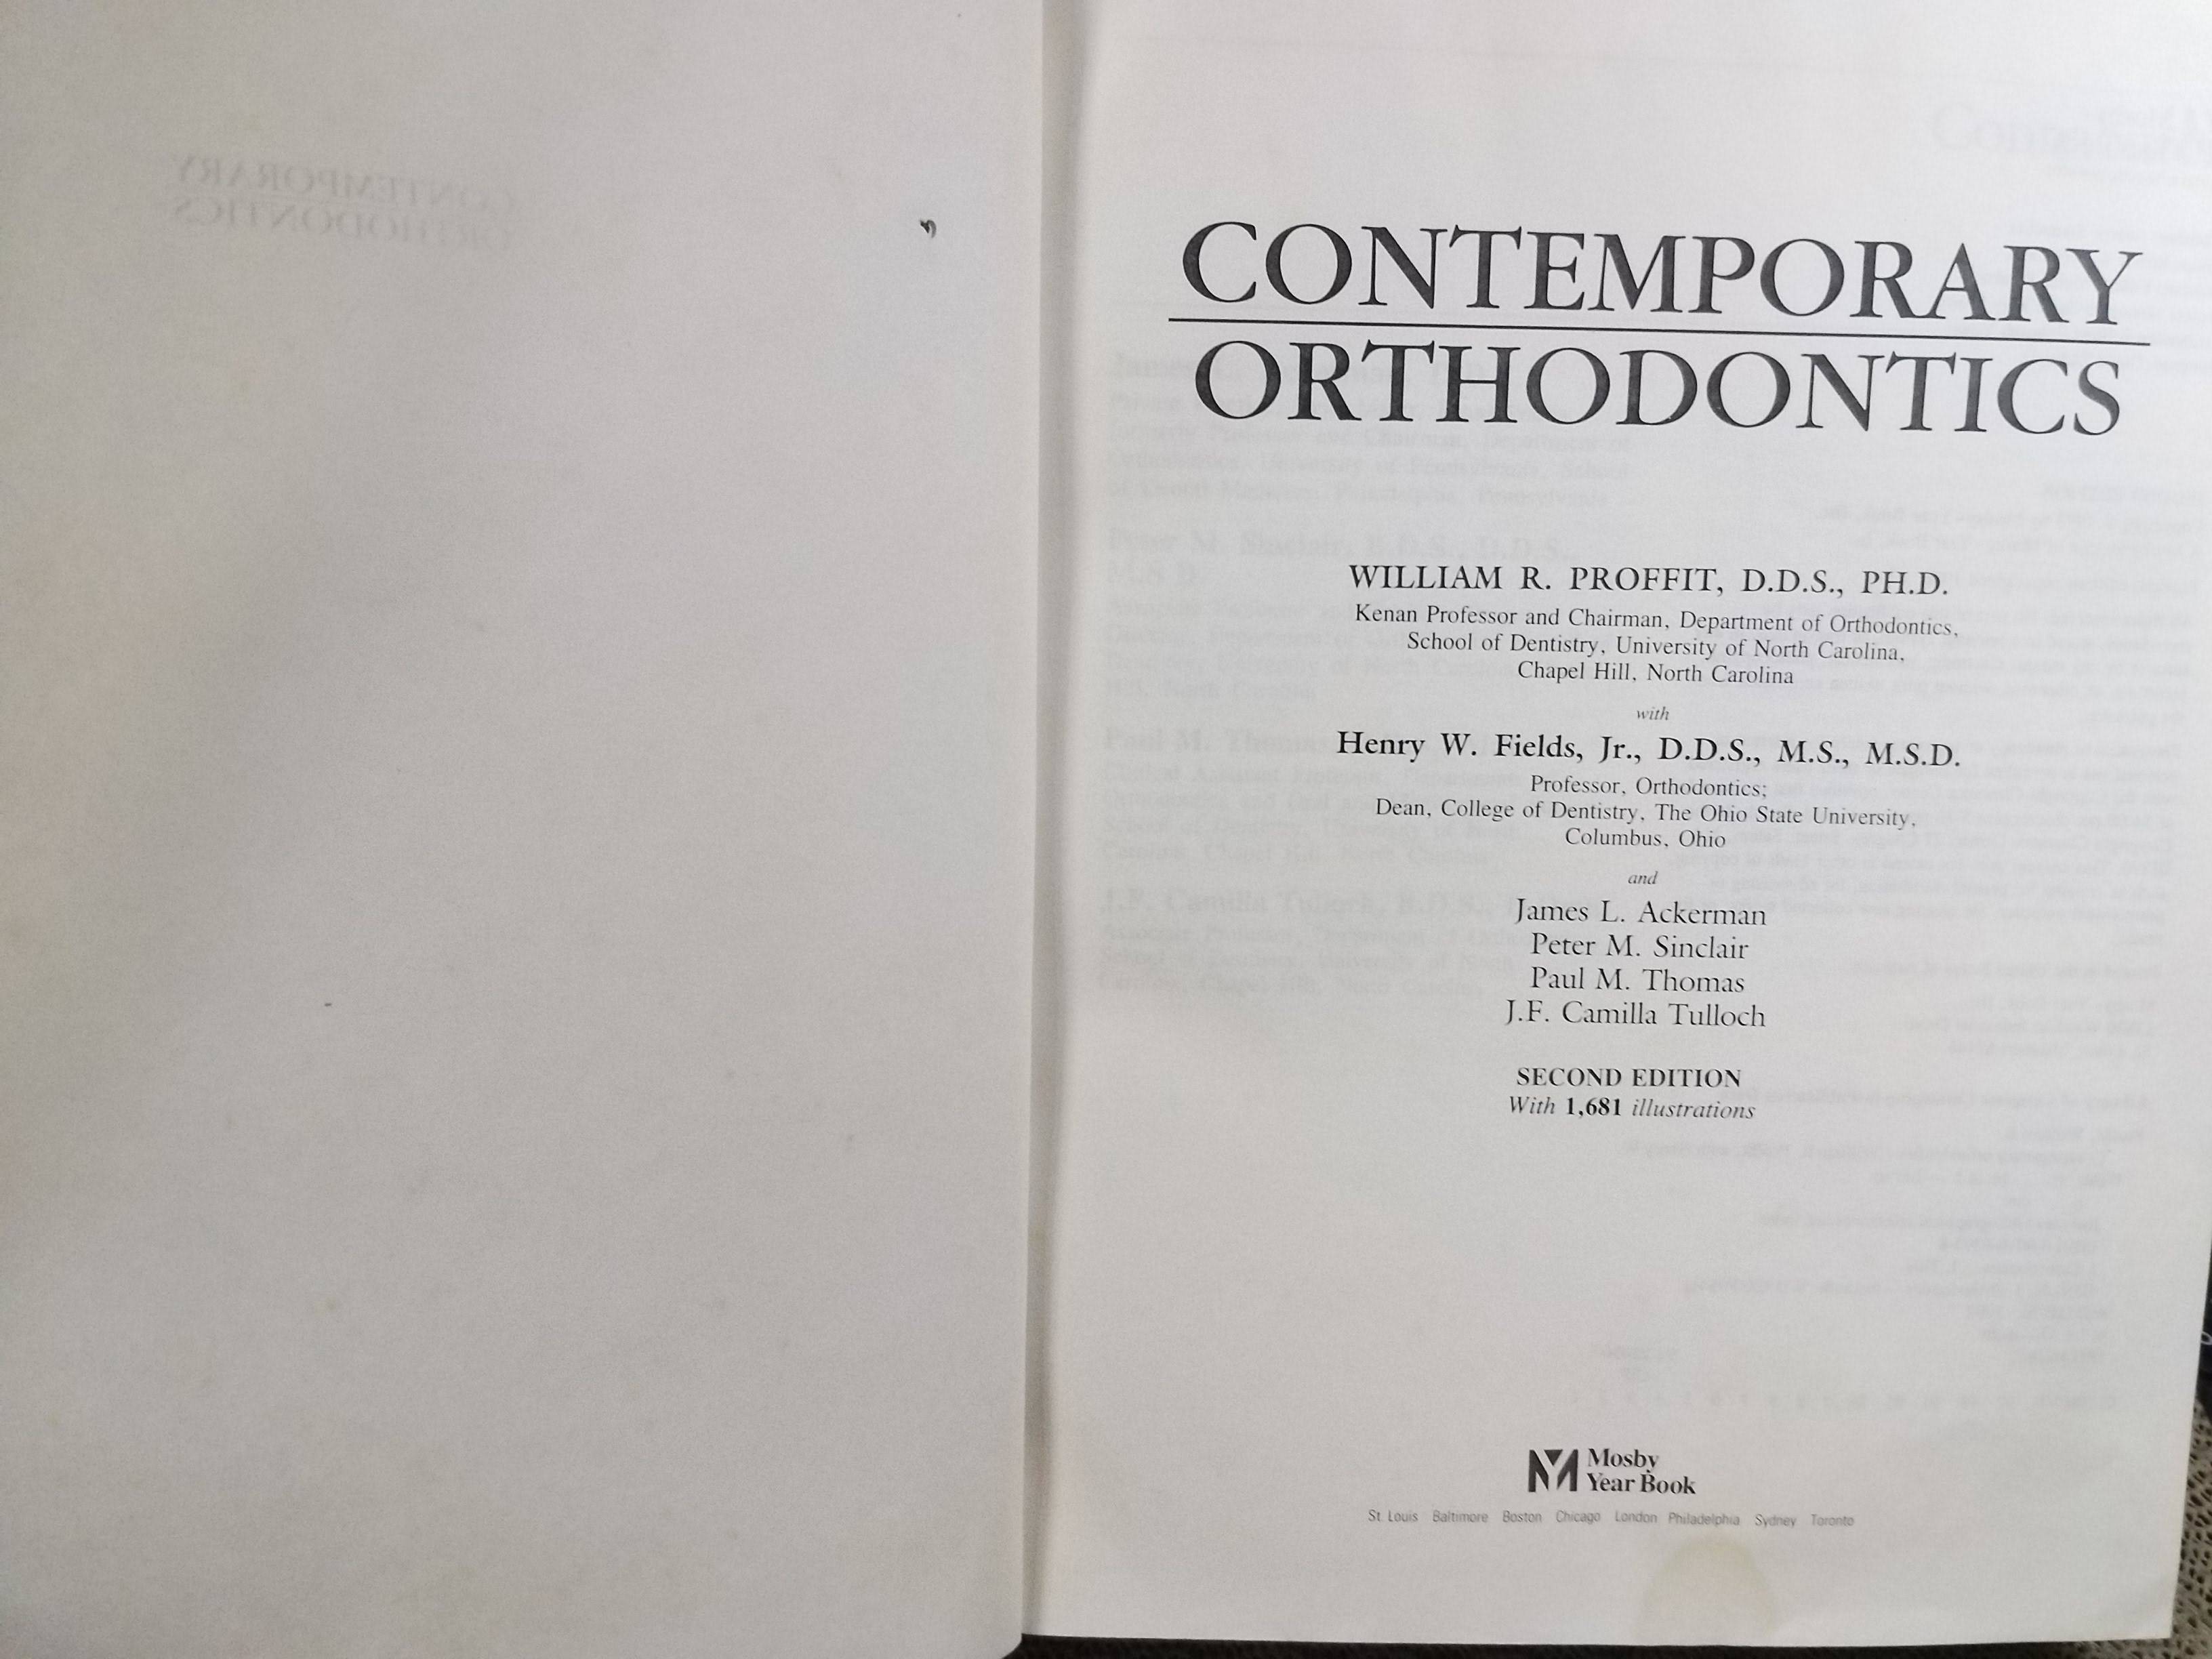 CONTEMPORARY
ORTHODONTICS
CONTEMPORARY
ORTHODONTICS
WILLIAM R. PROFFIT, D.D.S., PH.D.
Kenan Professor and Chairman, Department of Orthodontics,
School of Dentistry, University of North Carolina,
Chapel Hill, North Carolina
with
Henry W. Fields, Jr., D.D.S., M.S., M.S.D.
Professor, Orthodontics;
Dean, College of Dentistry, The Ohio State University,
Columbus, Ohio
and
James L. Ackerman
Peter M. Sinclair
Paul M. Thomas
J.F. Camilla Tulloch
SECOND EDITION
With 1,681 illustrations
Mosby
Year Book
St. Louis Baltimore Boston Chicago London Philadelphia Sydney Toronto